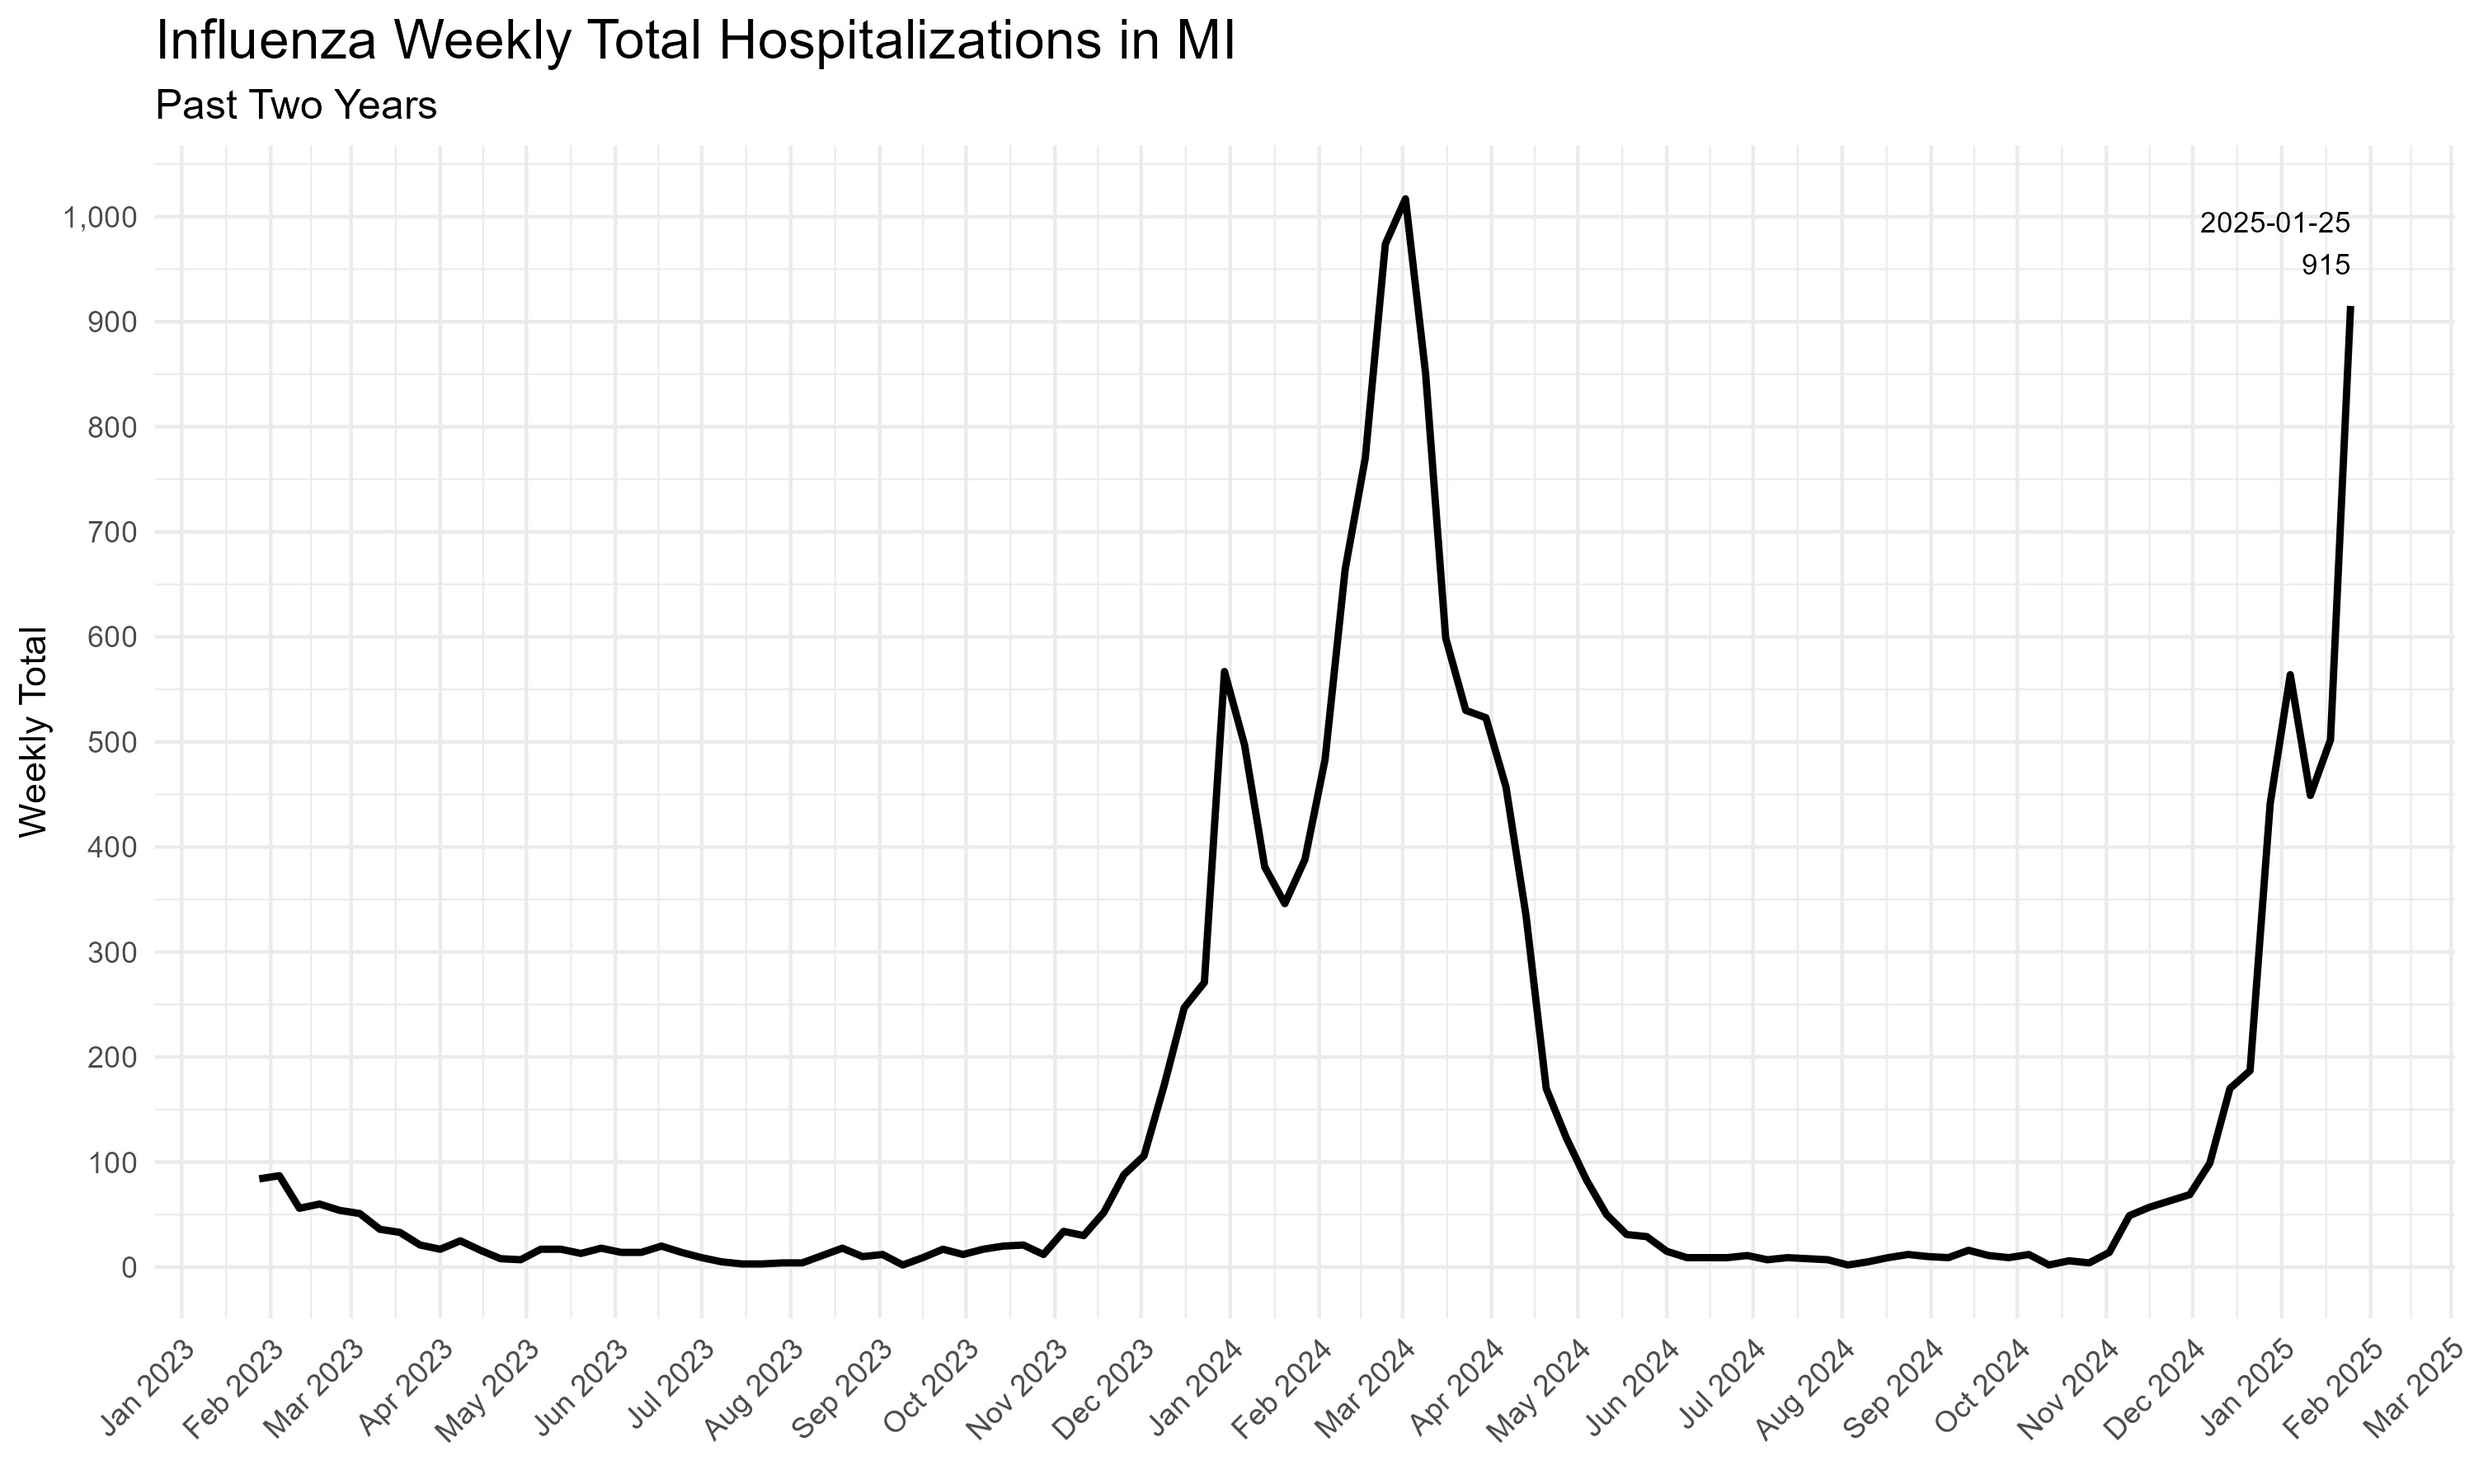 Influenza Weekly Total Hospitalizations in MI
Past Two Years
1,000
900
800
700
600
500
400
300
200
100
0
Weekly Total
2025-01-25
915
Jan 2023
Feb 2023
Mar 2023
Apr 2023
May 2023
Jun 2023
Jul 2023
Aug 2023
Sep 2023
Oct 2023
Nov 2023
Dec 2023
Jan 2024
Feb 2024
Mar 2024
Apr 2024
May 2024
Jun 2024
Jul 2024
Aug 2024
Sep 2024
Oct 2024
Nov 2024
Dec 2024
Jan 2025
Feb 2025
Mar 2025